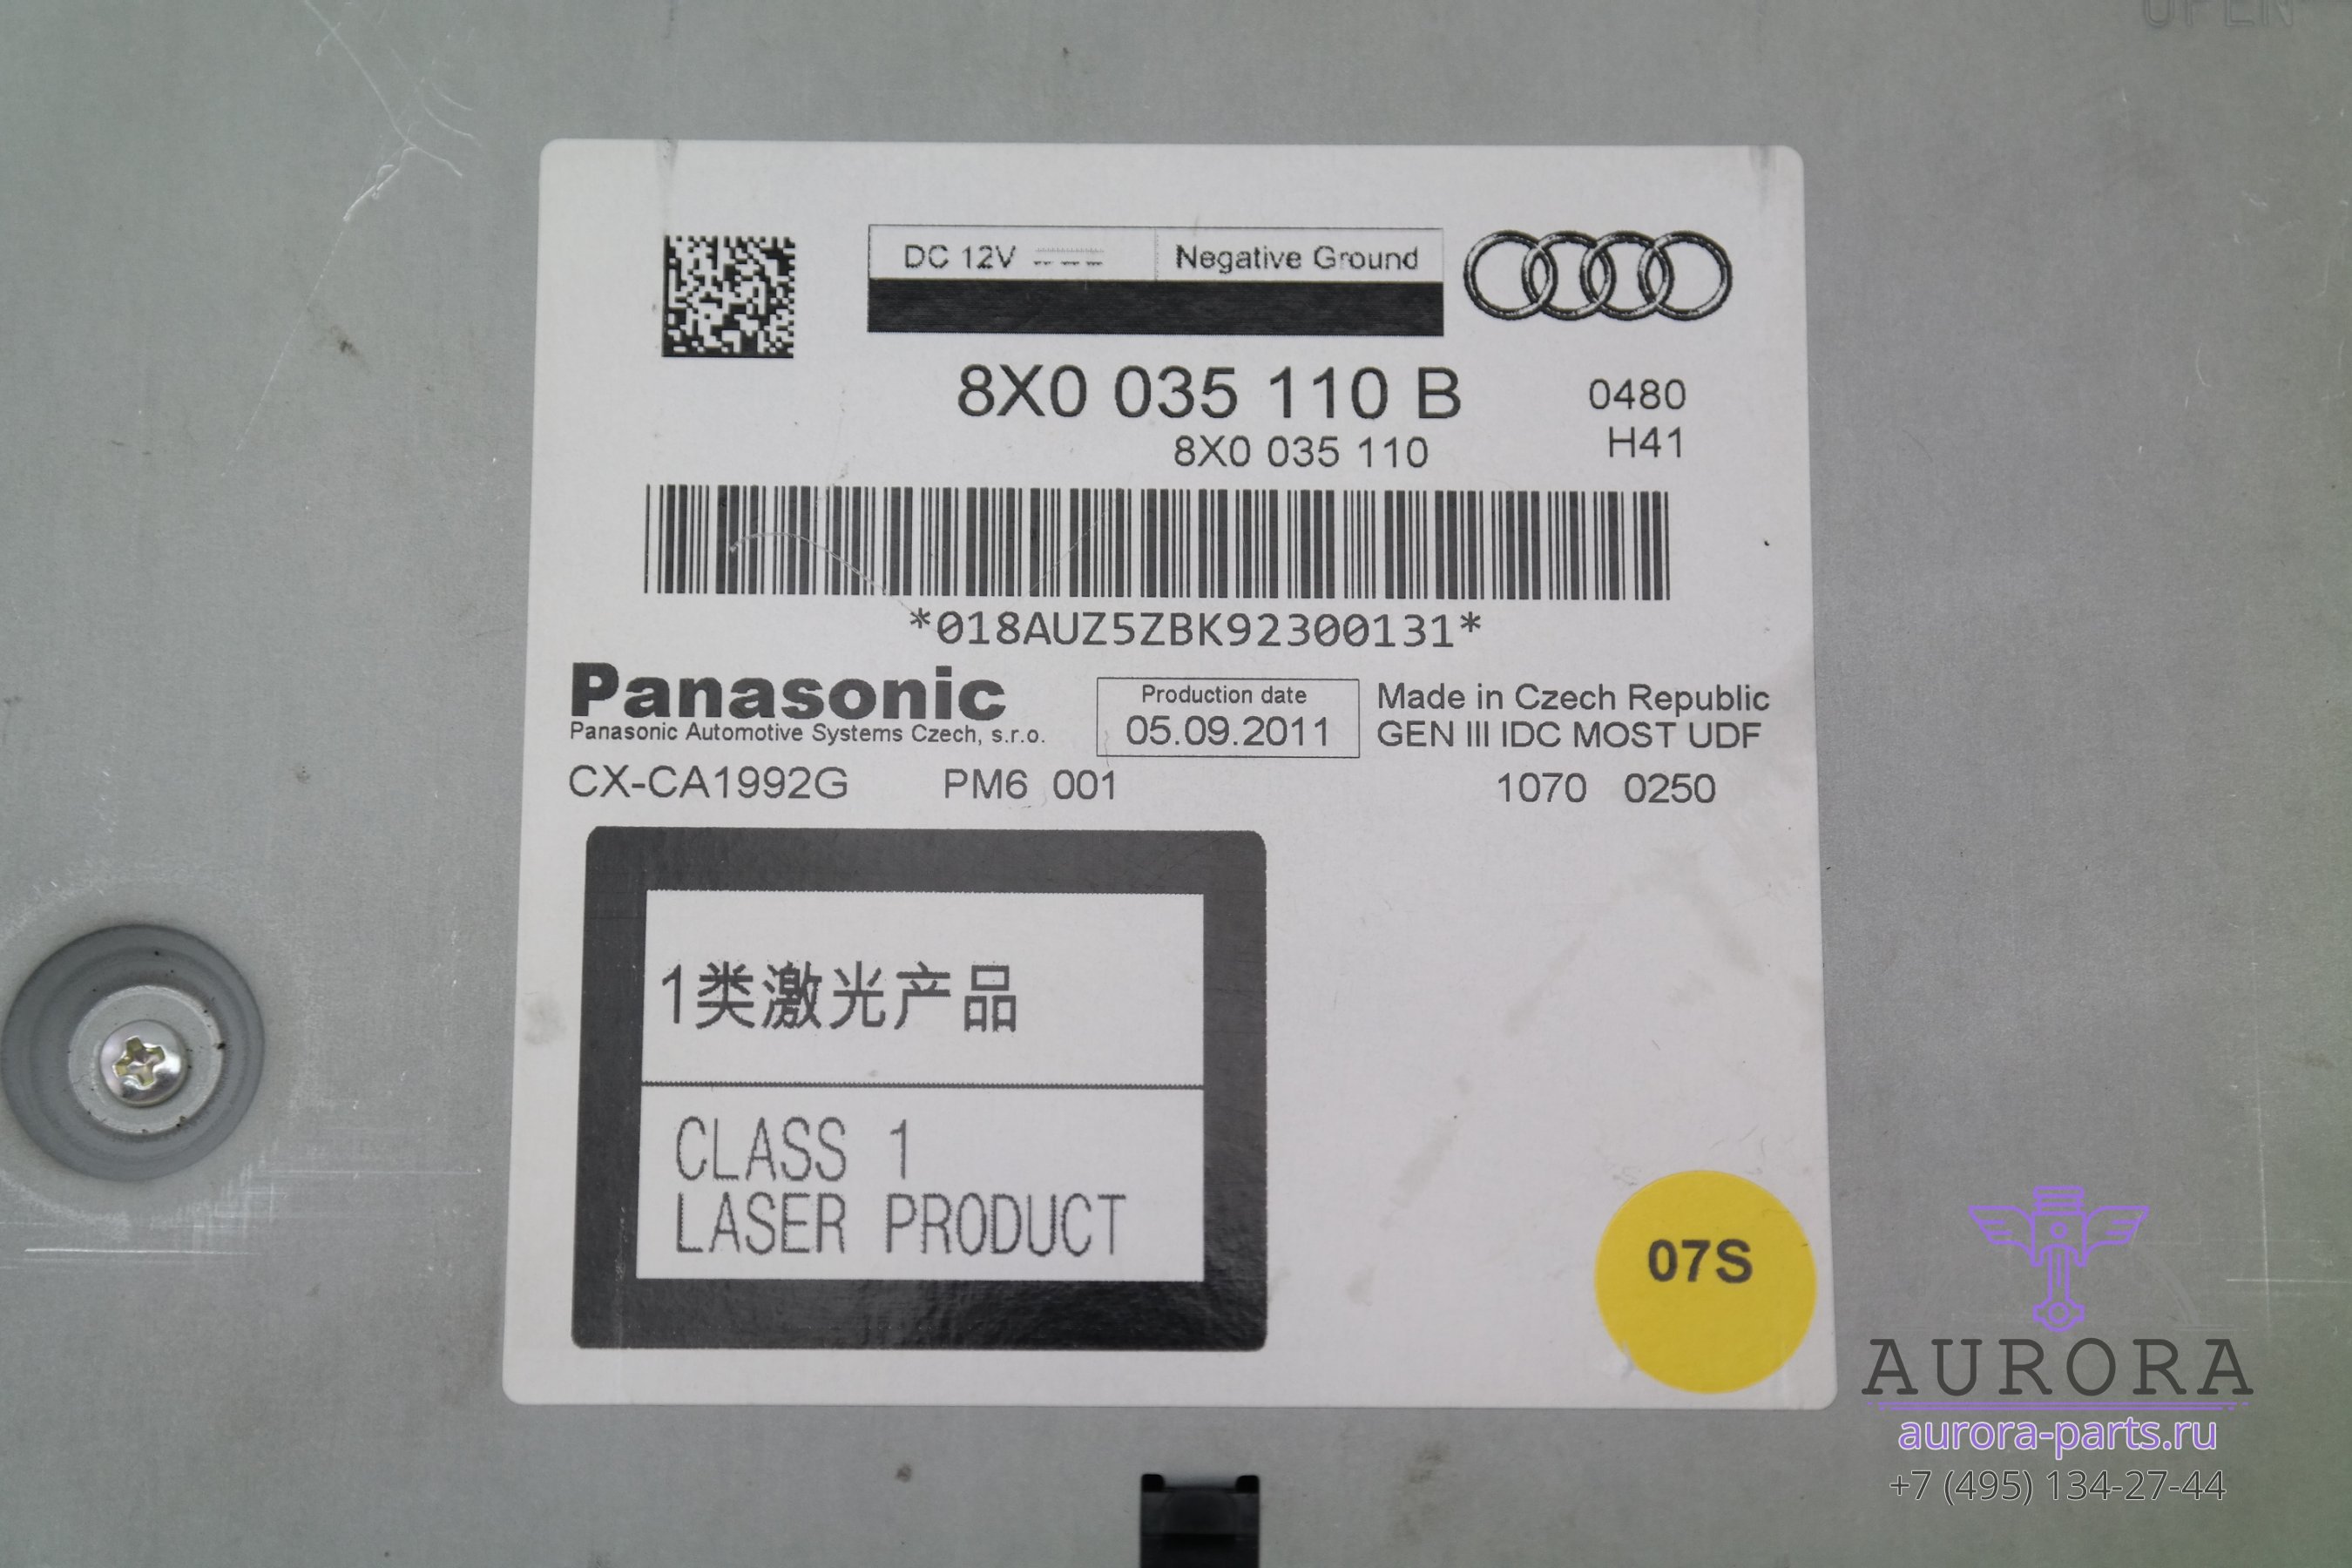 OPEN
DC 12V Negative Ground
8X0 035 110 B 0480
8X0 035 110 H41
*018AUZ5ZBK92300131*
Panasonic
Panasonic Automotive Systems Czech, s.r.o.
Production date
05.09.2011
Made in Czech Republic
GEN III IDC MOST UDF
CX-CA1992G PM6 001 1070 0250
1类激光产品
CLASS 1
LASER PRODUCT
07S
AURORA
aurora-parts.ru
+7 (495) 134-27-44